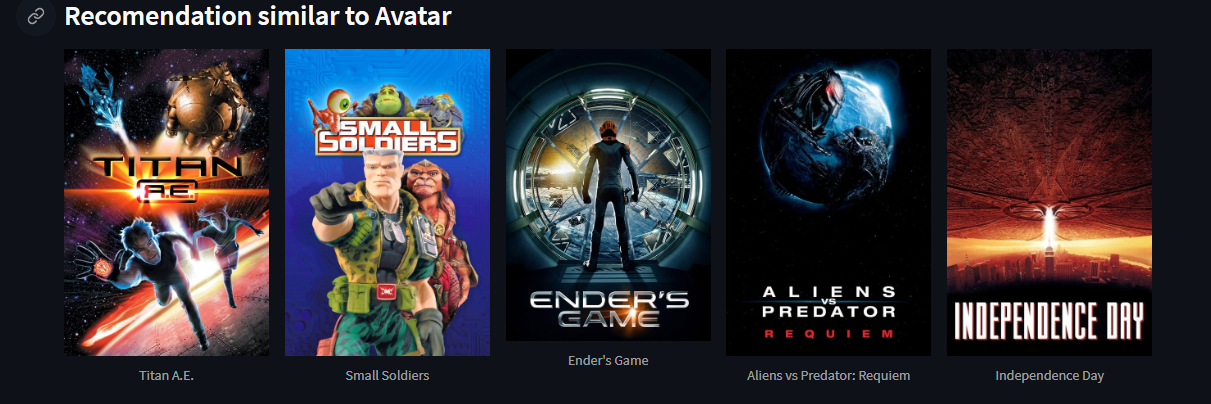 Recomendation similar to Avatar
TITAN
A.E.
SMALL
SOLDIERS
ENDER'S
GAME
ALIENS
VS
PREDATOR
REQUIEM
INDEPENDENCE DAY
Titan A.E.
Small Soldiers
Ender's Game
Aliens vs Predator: Requiem
Independence Day